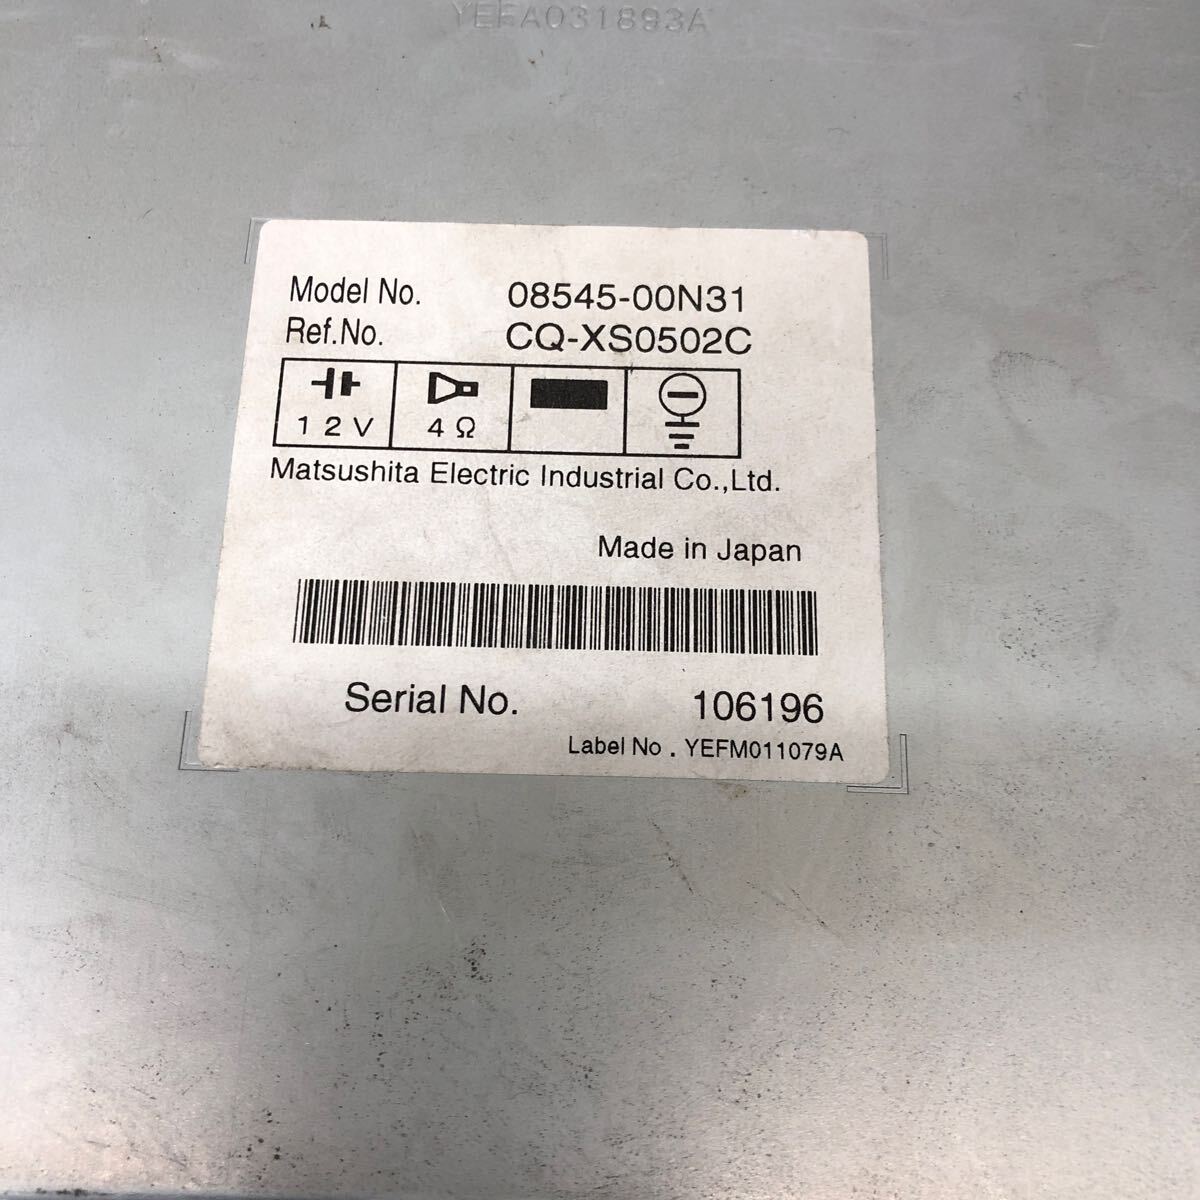 YEFA031893A
Model No. 08545-00N31
Ref.No. CQ-XS0502C
12V 4Ω
Matsushita Electric Industrial Co.,Ltd.
Made in Japan
Serial No. 106196
Label No. YEFM011079A